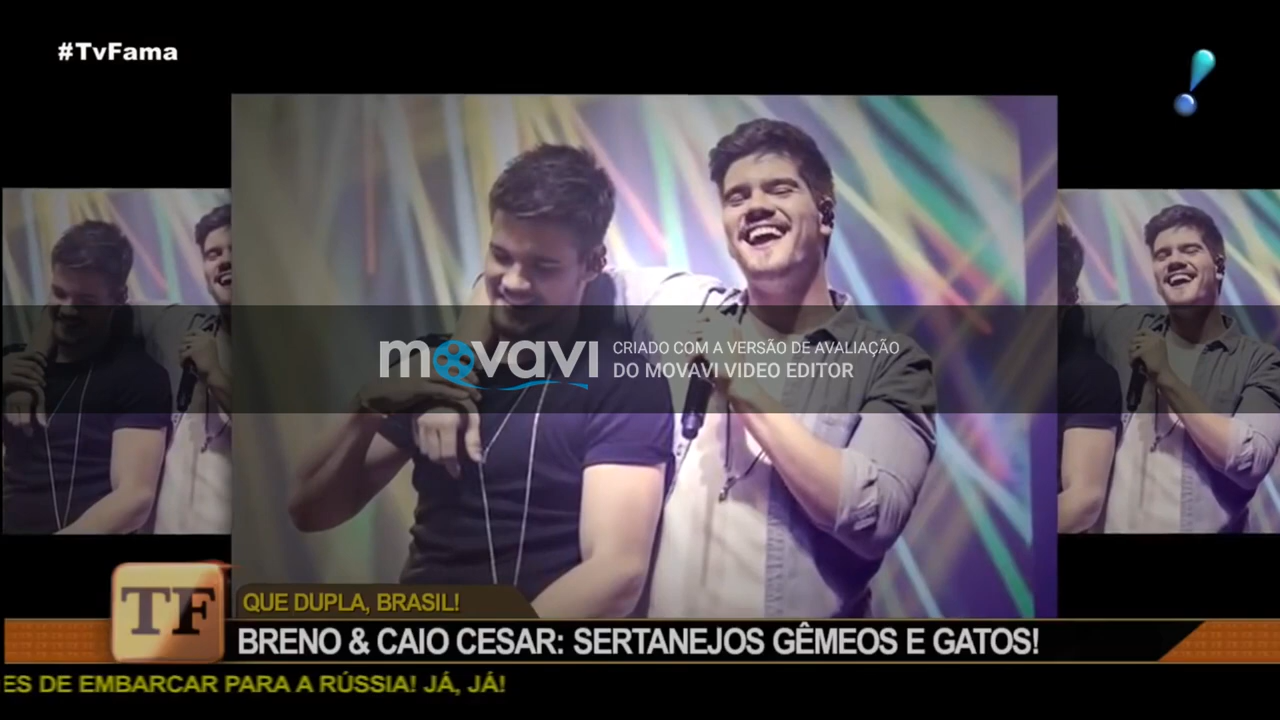 #TvFama
movavi
CRIADO COM A VERSÃO DE AVALIAÇÃO
DO MOVAVI VIDEO EDITOR
TF
QUE DUPLA, BRASIL!
BRENO & CAIO CESAR: SERTANEJOS GÊMEOS E GATOS!
ES DE EMBARCAR PARA A RÚSSIA! JÁ, JÁ!